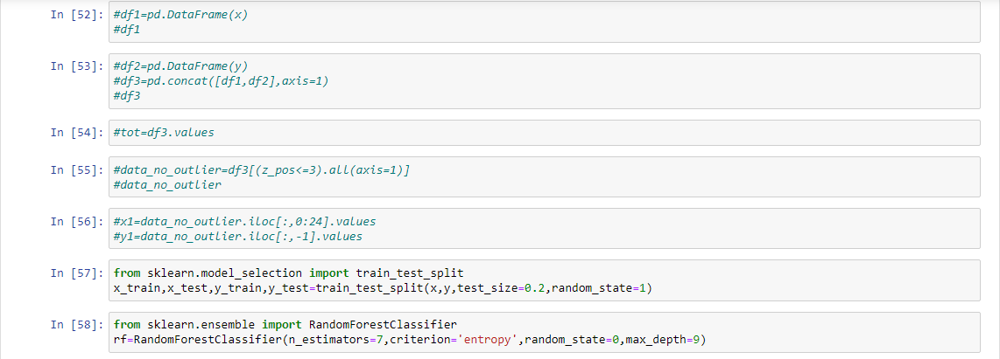 In [52]: #df1=pd.DataFrame(x)
#df1
In [53]: #df2=pd.DataFrame(y)
#df3=pd.concat([df1,df2],axis=1)
#df3
In [54]: #tot=df3.values
In [55]: #data_no_outlier=df3[(z_pos<=3).all(axis=1)]
#data_no_outlier
In [56]: #x1=data_no_outlier.iloc[:,0:24].values
#y1=data_no_outlier.iloc[:,-1].values
In [57]: from sklearn.model_selection import train_test_split
x_train,x_test,y_train,y_test=train_test_split(x,y,test_size=0.2,random_state=1)
In [58]: from sklearn.ensemble import RandomForestClassifier
rf=RandomForestClassifier(n_estimators=7,criterion='entropy',random_state=0,max_depth=9)